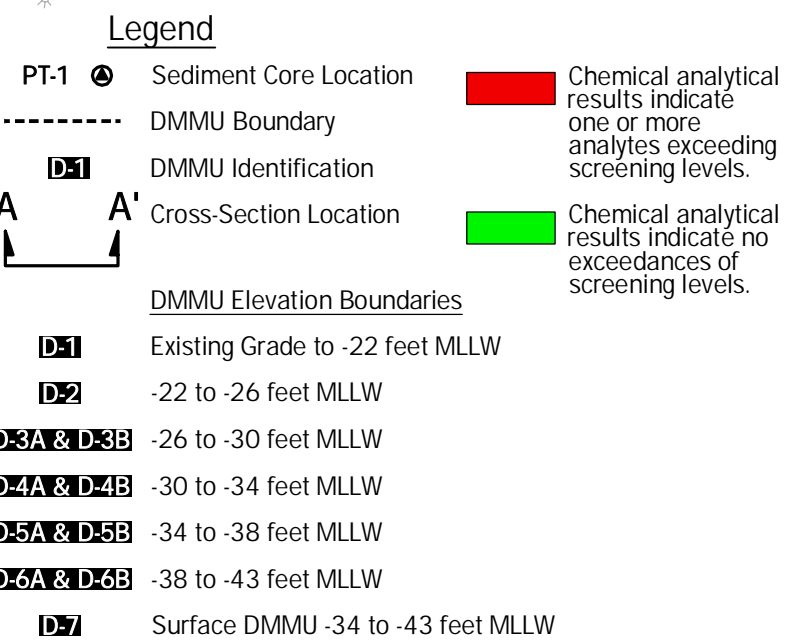 Legend
PT-1 Sediment Core Location
DMMU Boundary
D-1 DMMU Identification
A A' Cross-Section Location
Chemical analytical
results indicate
one or more
analytes exceeding
screening levels.
Chemical analytical
results indicate no
exceedances of
screening levels.
DMMU Elevation Boundaries
D-1 Existing Grade to -22 feet MLLW
D-2 -22 to -26 feet MLLW
D-3A & D-3B -26 to -30 feet MLLW
D-4A & D-4B -30 to -34 feet MLLW
D-5A & D-5B -34 to -38 feet MLLW
D-6A & D-6B -38 to -43 feet MLLW
D-7 Surface DMMU -34 to -43 feet MLLW